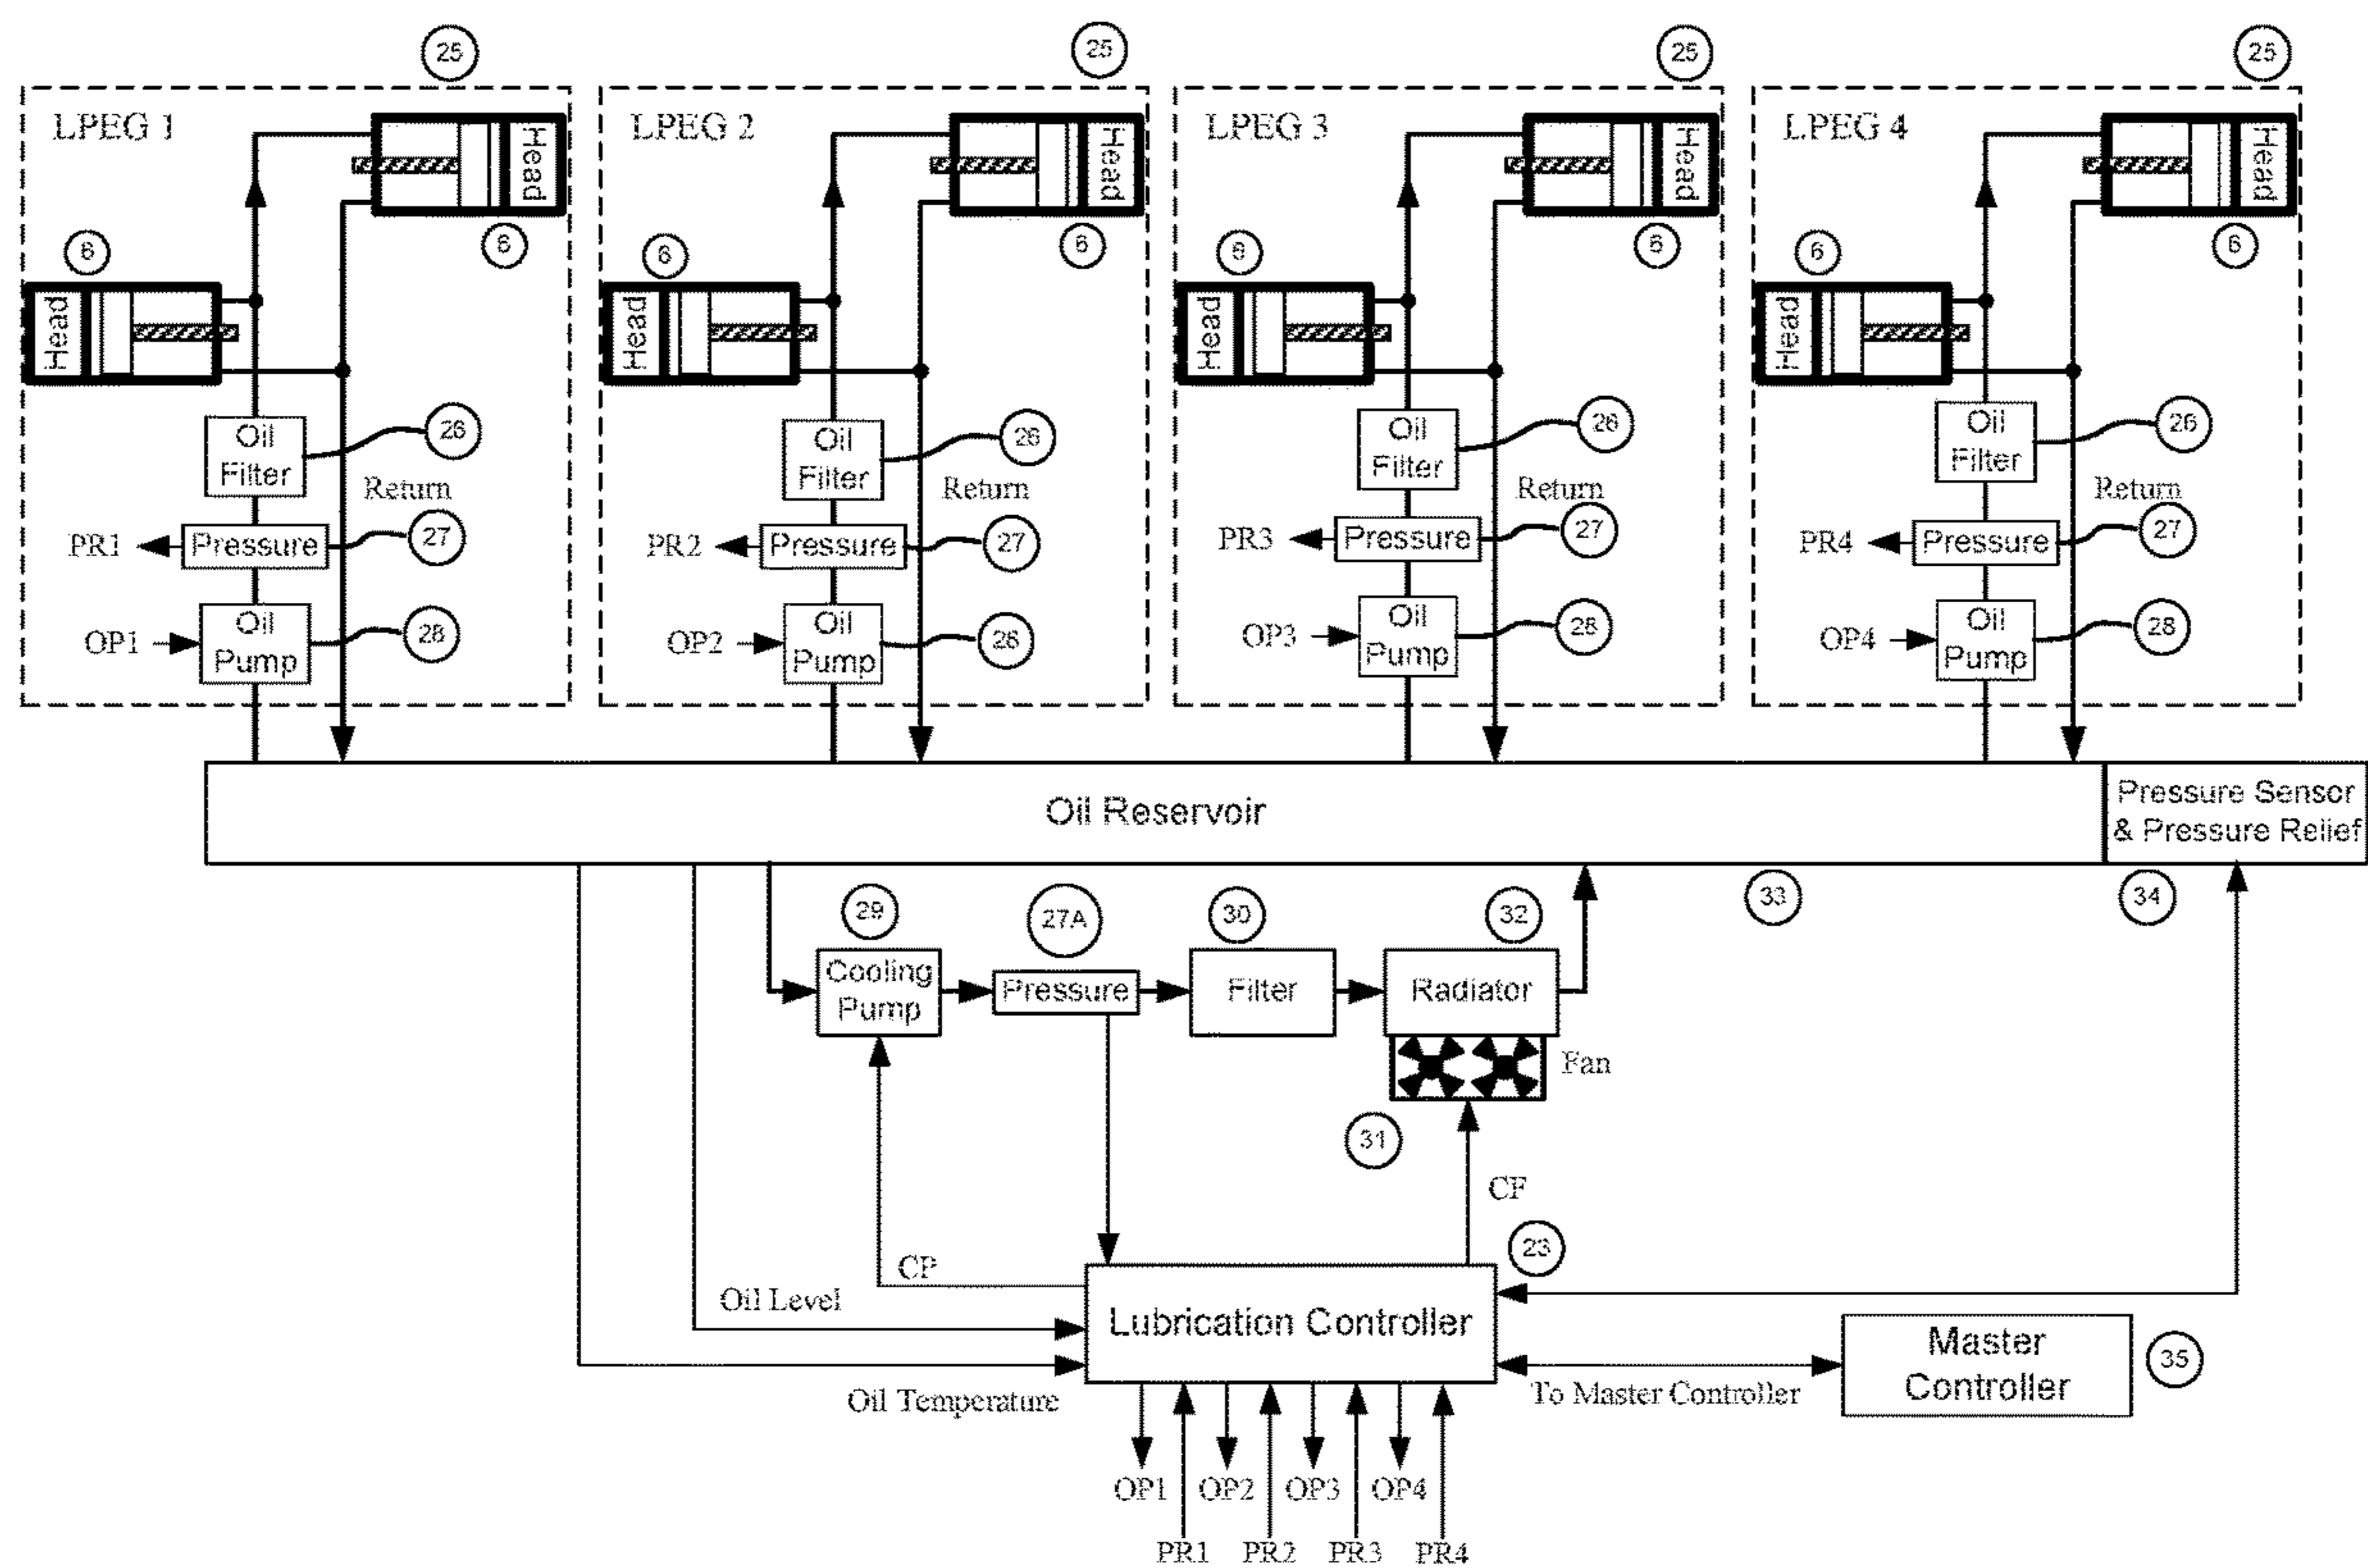 25
25
25
25
LPEG 1
LPEG 2
LPEG 3
LPEG 4
Head
Head
Head
Head
6
6
6
6
6
6
6
6
Head
Head
Head
Head
Oil
Filter
26
Oil
Filter
26
Oil
Filter
26
Oil
Filter
26
Return
Return
Return
Return
PR1
Pressure
27
PR2
Pressure
27
PR3
Pressure
27
PR4
Pressure
27
OP1
Oil
Pump
28
OP2
Oil
Pump
28
OP3
Oil
Pump
28
OP4
Oil
Pump
28
Oil Reservoir
Pressure Sensor
& Pressure Relief
29
27A
30
32
33
34
Cooling
Pump
Pressure
Filter
Radiator
Fan
31
CF
23
CP
Oil Level
Lubrication Controller
Master
Controller
35
Oil Temperature
To Master Controller
OP1
OP2
OP3
OP4
PR1
PR2
PR3
PR4